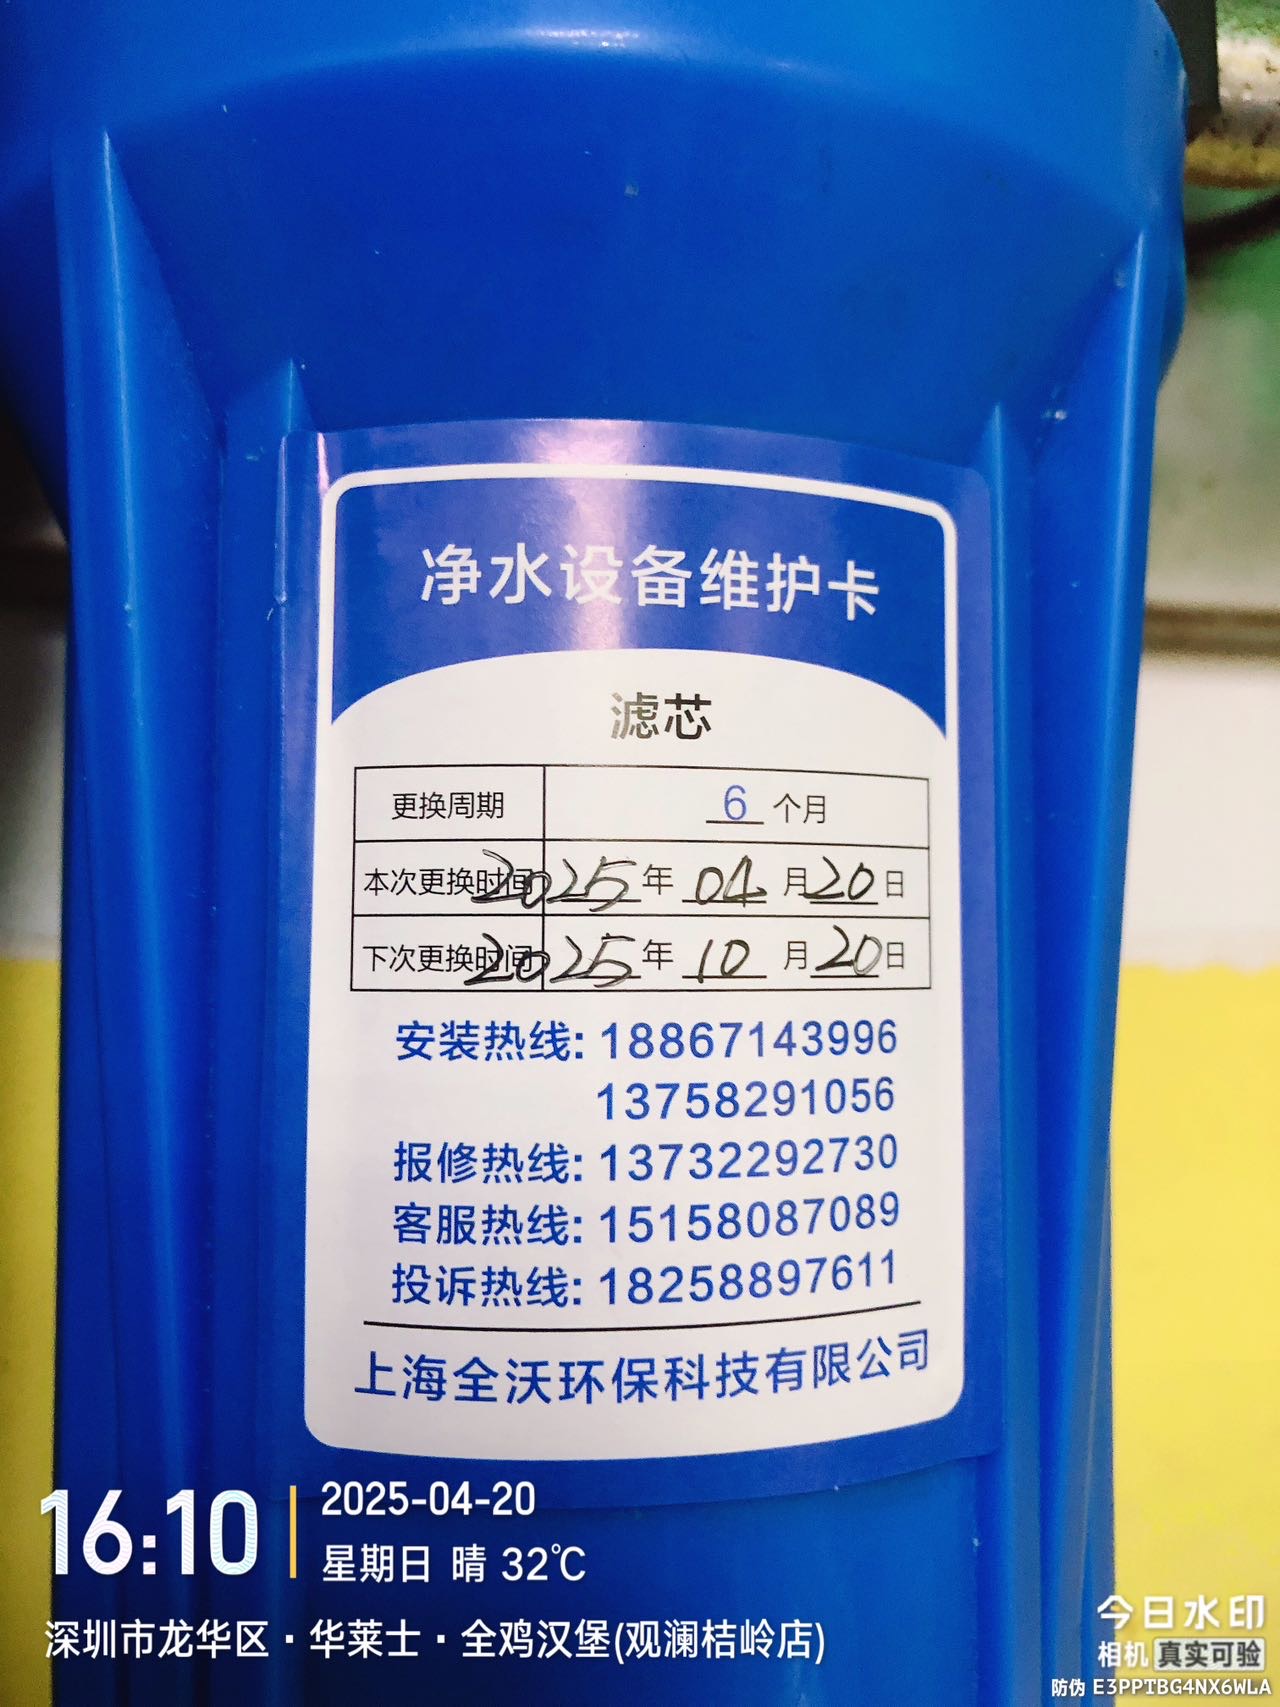 净水设备维护卡
滤芯
更换周期 6 个月
本次更换时间 2025 年 04 月 20 日
下次更换时间 2025 年 10 月 20 日
安装热线: 18867143996
13758291056
报修热线: 13732292730
客服热线: 15158087089
投诉热线: 18258897611
上海全沃环保科技有限公司
16:10
2025-04-20
星期日 晴 32℃
深圳市龙华区·华莱士·全鸡汉堡(观澜桔岭店)
今日水印
相机 真实可验
防伪 E3PPTBG4NX6WLA